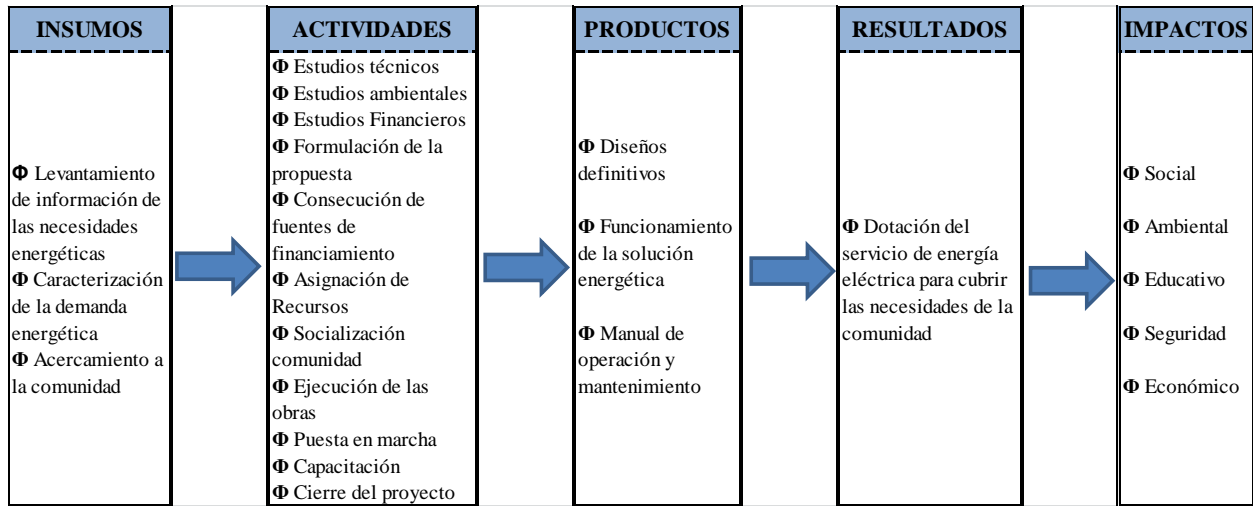 INSUMOS
Φ Levantamiento
de información de
las necesidades
energéticas
Φ Caracterización
de la demanda
energética
Φ Acercamiento a
la comunidad
ACTIVIDADES
Φ Estudios técnicos
Φ Estudios ambientales
Φ Estudios Financieros
Φ Formulación de la
propuesta
Φ Consecución de
fuentes de
financiamiento
Φ Asignación de
Recursos
Φ Socialización
comunidad
Φ Ejecución de las
obras
Φ Puesta en marcha
Φ Capacitación
Φ Cierre del proyecto
PRODUCTOS
Φ Diseños
definitivos
Φ Funcionamiento
de la solución
energética
Φ Manual de
operación y
mantenimiento
RESULTADOS
Φ Dotación del
servicio de energía
eléctrica para cubrir
las necesidades de la
comunidad
IMPACTOS
Φ Social
Φ Ambiental
Φ Educativo
Φ Seguridad
Φ Económico